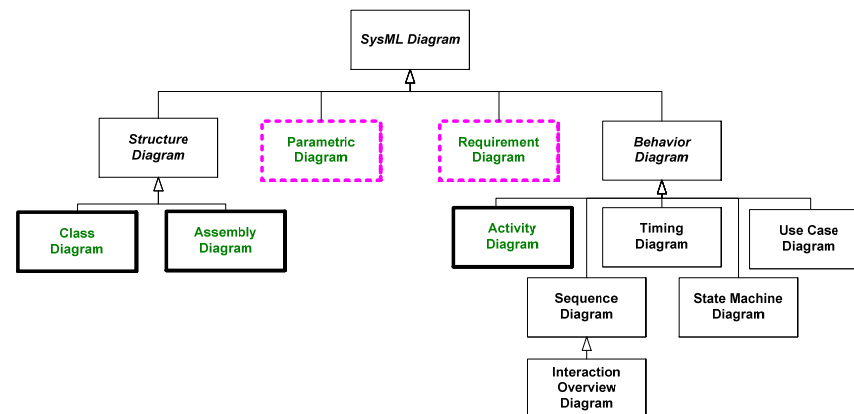 SysML Diagram
Structure
Diagram
Parametric
Diagram
Requirement
Diagram
Behavior
Diagram
Class
Diagram
Assembly
Diagram
Activity
Diagram
Timing
Diagram
Use Case
Diagram
Sequence
Diagram
State Machine
Diagram
Interaction
Overview
Diagram